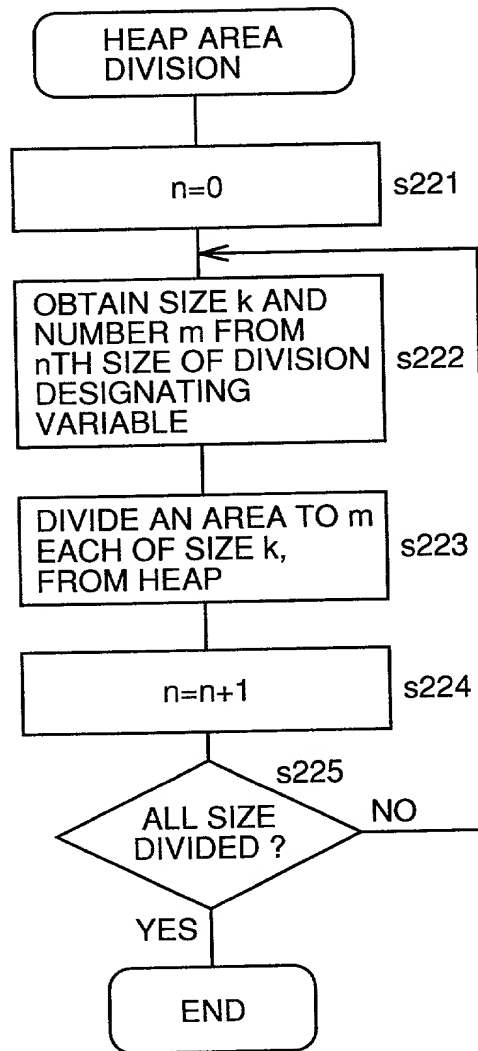 HEAP AREA
DIVISION
n=0
s221
OBTAIN SIZE k AND
NUMBER m FROM
nTH SIZE OF DIVISION
DESIGNATING
VARIABLE
s222
DIVIDE AN AREA TO m
EACH OF SIZE k,
FROM HEAP
s223
n=n+1
s224
s225
ALL SIZE
DIVIDED ?
NO
YES
END